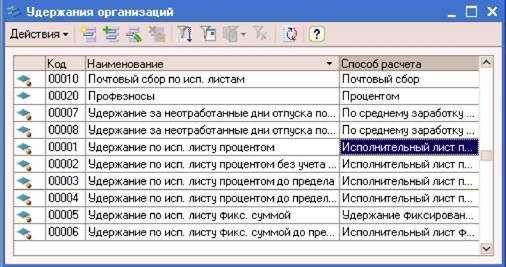 Удержания организаций
Действия
Код Наименование Способ расчета
00010 Почтовый сбор по исп. листам Почтовый сбор
00020 Профвзносы Процентом
00007 Удержание за неотработанные дни отпуска по... По среднему заработку ...
00008 Удержание за неотработанные дни отпуска по... По среднему заработку ...
00001 Удержание по исп. листу процентом Исполнительный лист п...
00002 Удержание по исп. листу процентом без учета ... Исполнительный лист п...
00003 Удержание по исп. листу процентом до предела Исполнительный лист п...
00004 Удержание по исп. листу процентом до предел... Исполнительный лист п...
00005 Удержание по исп. листу фикс. суммой Удержание фиксирован...
00006 Удержание по исп. листу фикс. суммой до пре... Исполнительный лист ф...